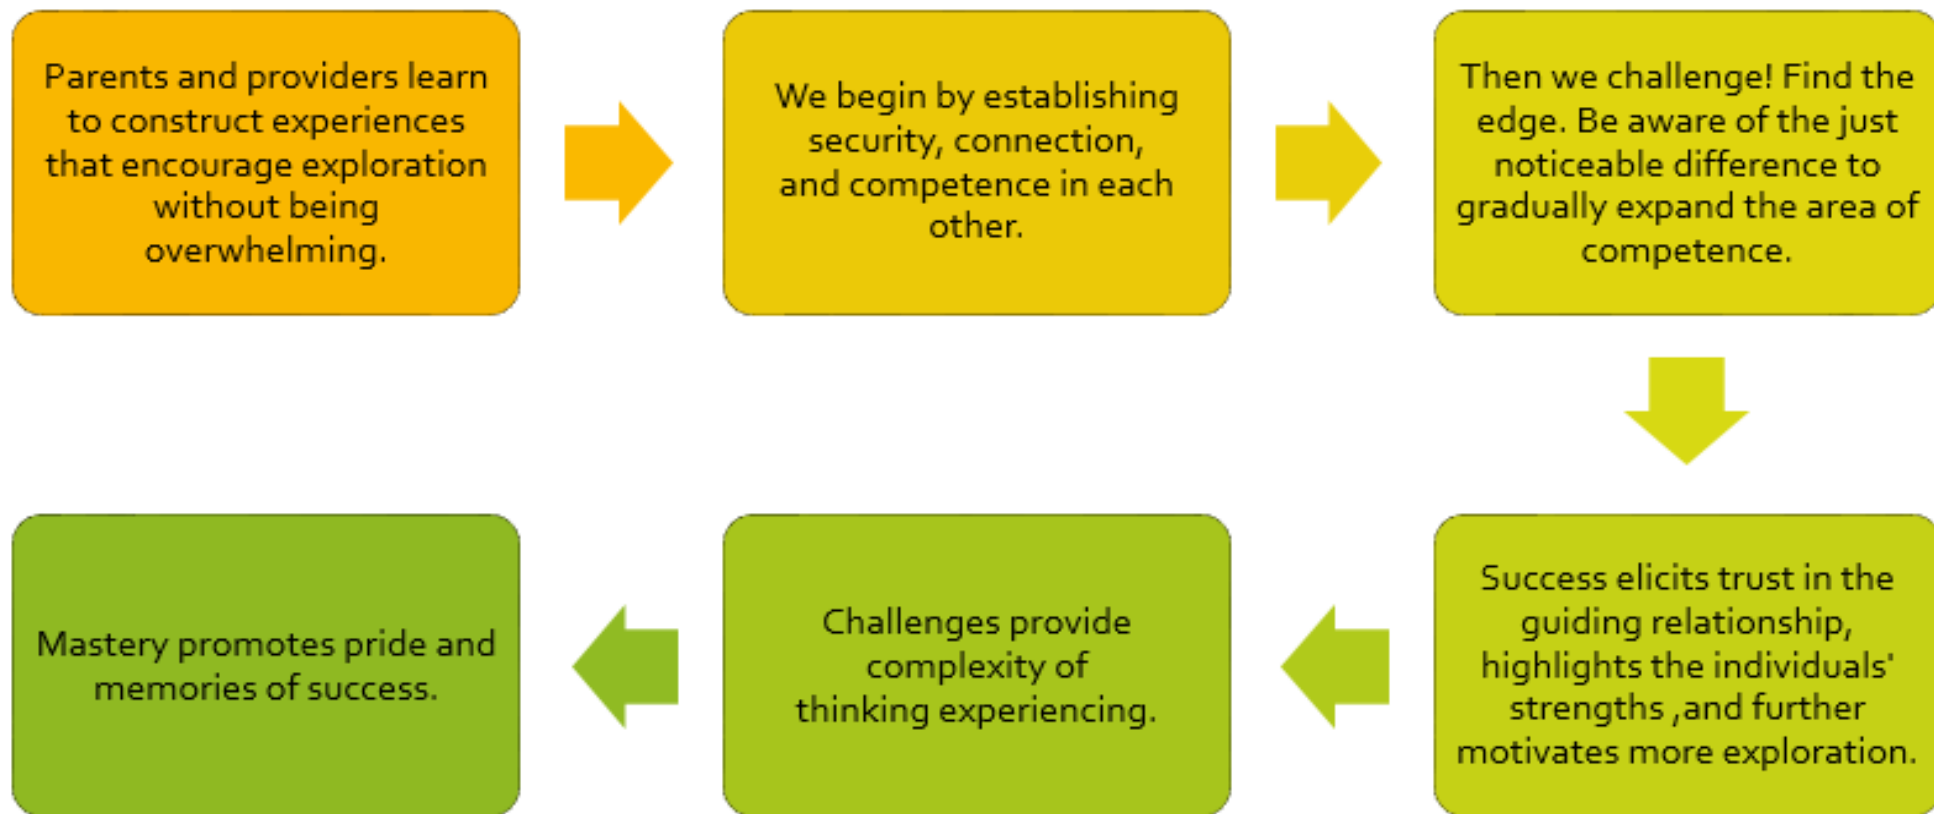 Parents and providers learn
to construct experiences
that encourage exploration
without being
overwhelming.
We begin by establishing
security, connection,
and competence in each
other.
Then we challenge! Find the
edge. Be aware of the just
noticeable difference to
gradually expand the area of
competence.
Success elicits trust in the
guiding relationship,
highlights the individuals'
strengths ,and further
motivates more exploration.
Challenges provide
complexity of
thinking experiencing.
Mastery promotes pride and
memories of success.